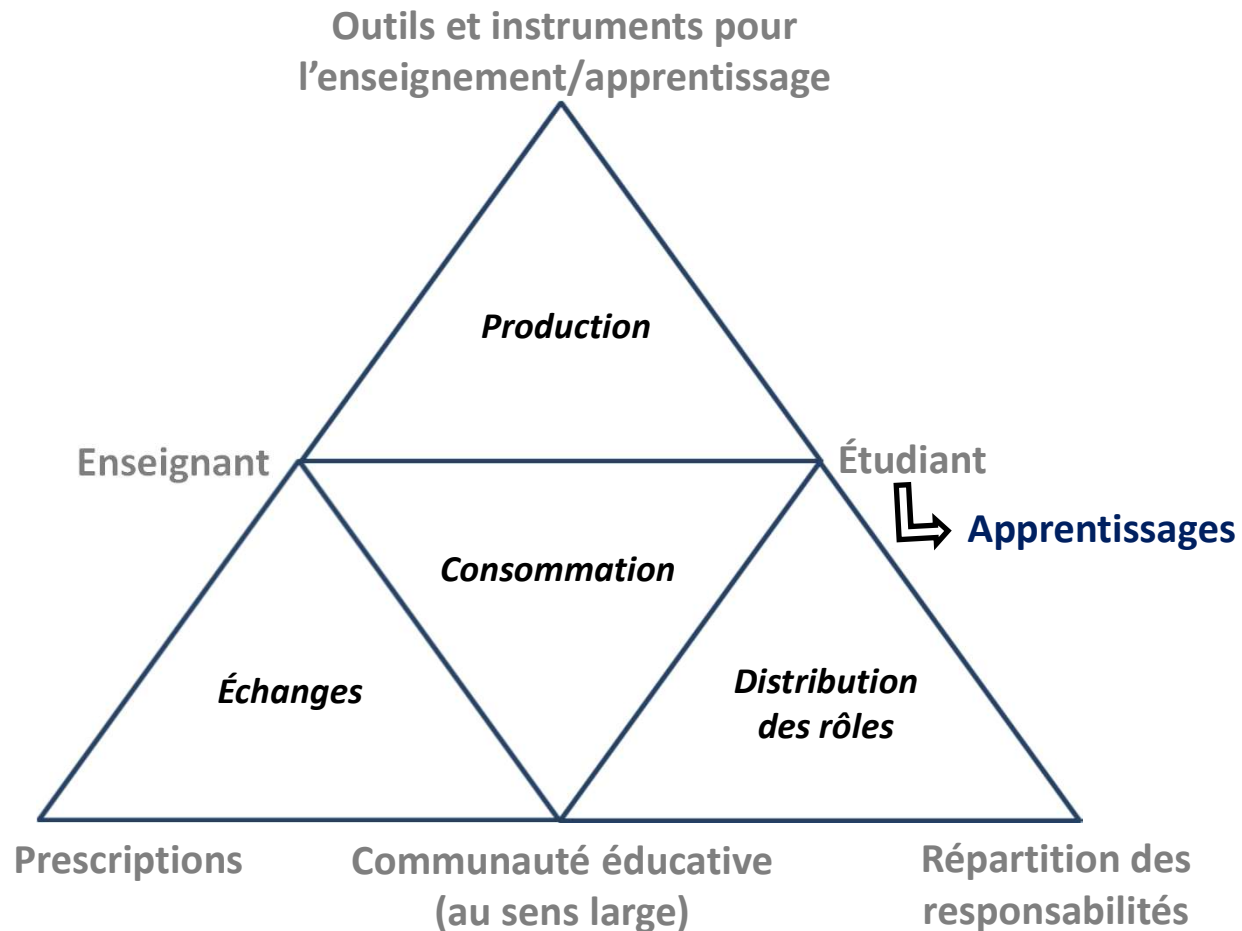 Outils et instruments pour
l’enseignement/apprentissage
Production
Enseignant
Étudiant
Apprentissages
Consommation
Échanges
Distribution
des rôles
Prescriptions
Communauté éducative
(au sens large)
Répartition des
responsabilités